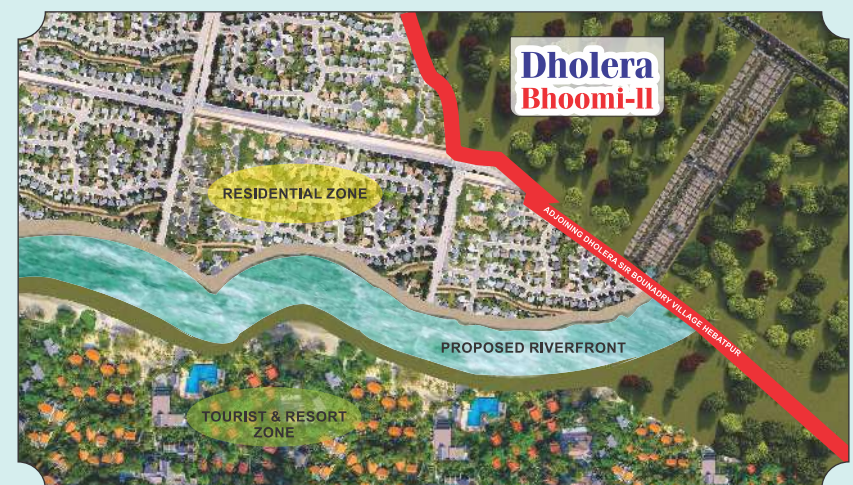 Dholera
Bhoomi-II
RESIDENTIAL ZONE
ADJOINING DHOLERA SIR BOUNADRY VILLAGE HEBATPUR
PROPOSED RIVERFRONT
TOURIST & RESORT
ZONE